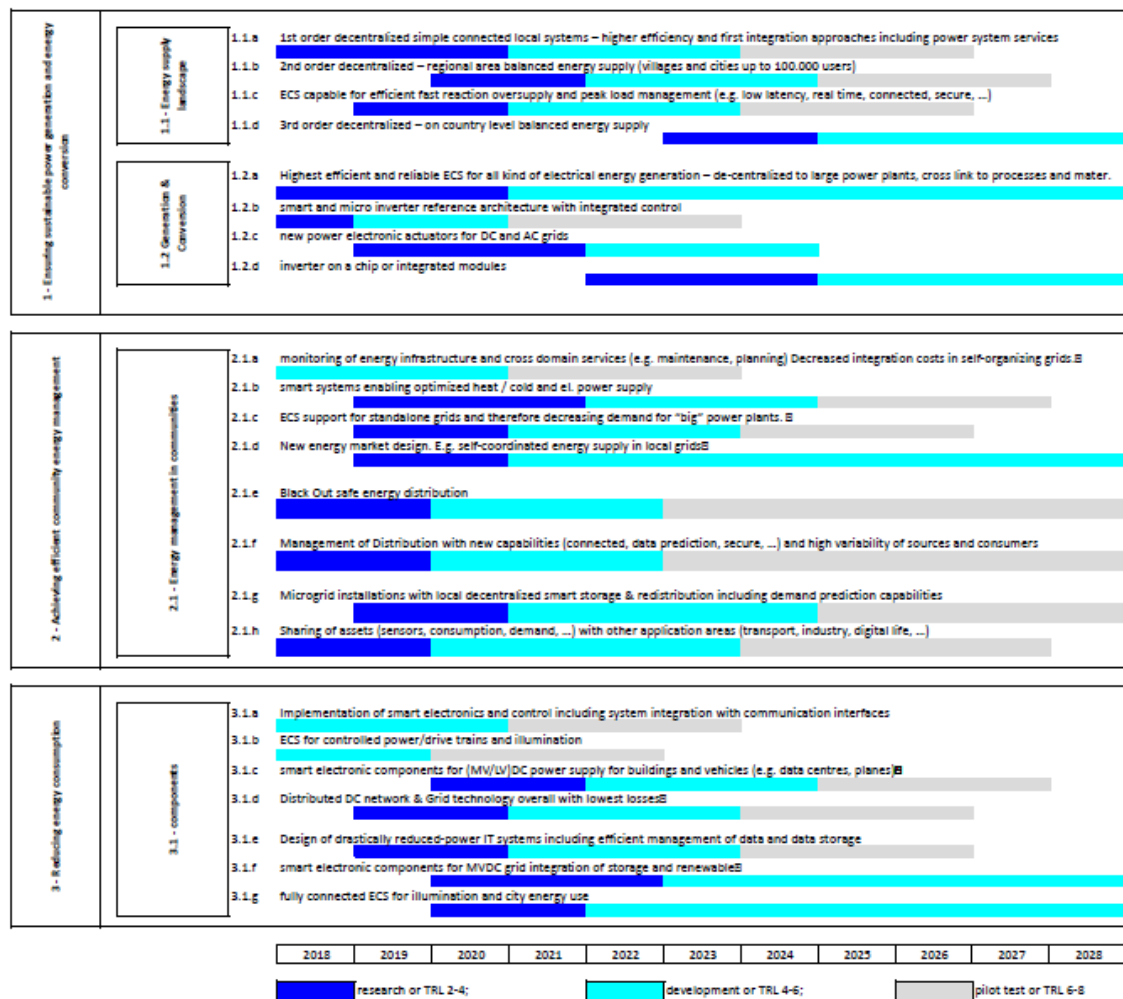 1 - Ensuring sustainable power generation and energy
conversion
1.1 - Energy supply
landscape
1.1.a 1st order decentralized simple connected local systems – higher efficiency and first integration approaches including power system services
1.1.b 2nd order decentralized – regional area balanced energy supply (villages and cities up to 100.000 users)
1.1.c ECS capable for efficient fast reaction oversupply and peak load management (e.g. low latency, real time, connected, secure, ...)
1.1.d 3rd order decentralized – on country level balanced energy supply
1.2 Generation &
Conversion
1.2.a Highest efficient and reliable ECS for all kind of electrical energy generation – de-centralized to large power plants, cross link to processes and mater.
1.2.b smart and micro inverter reference architecture with integrated control
1.2.c new power electronic actuators for DC and AC grids
1.2.d inverter on a chip or integrated modules
2 - Achieving efficient community energy management
2.1 - Energy management in communities
2.1.a monitoring of energy infrastructure and cross domain services (e.g. maintenance, planning) Decreased integration costs in self-organizing grids.
2.1.b smart systems enabling optimized heat / cold and el. power supply
2.1.c ECS support for standalone grids and therefore decreasing demand for “big” power plants.
2.1.d New energy market design. E.g. self-coordinated energy supply in local grids
2.1.e Black Out safe energy distribution
2.1.f Management of Distribution with new capabilities (connected, data prediction, secure, ...) and high variability of sources and consumers
2.1.g Microgrid installations with local decentralized smart storage & redistribution including demand prediction capabilities
2.1.h Sharing of assets (sensors, consumption, demand, ...) with other application areas (transport, industry, digital life, ...)
3 - Reducing energy consumption
3.1 - components
3.1.a Implementation of smart electronics and control including system integration with communication interfaces
3.1.b ECS for controlled power/drive trains and illumination
3.1.c smart electronic components for (MV/LV)DC power supply for buildings and vehicles (e.g. data centres, planes)
3.1.d Distributed DC network & Grid technology overall with lowest losses
3.1.e Design of drastically reduced-power IT systems including efficient management of data and data storage
3.1.f smart electronic components for MVDC grid integration of storage and renewable
3.1.g fully connected ECS for illumination and city energy use
2018 2019 2020 2021 2022 2023 2024 2025 2026 2027 2028
research or TRL 2-4; development or TRL 4-6; pilot test or TRL 6-8